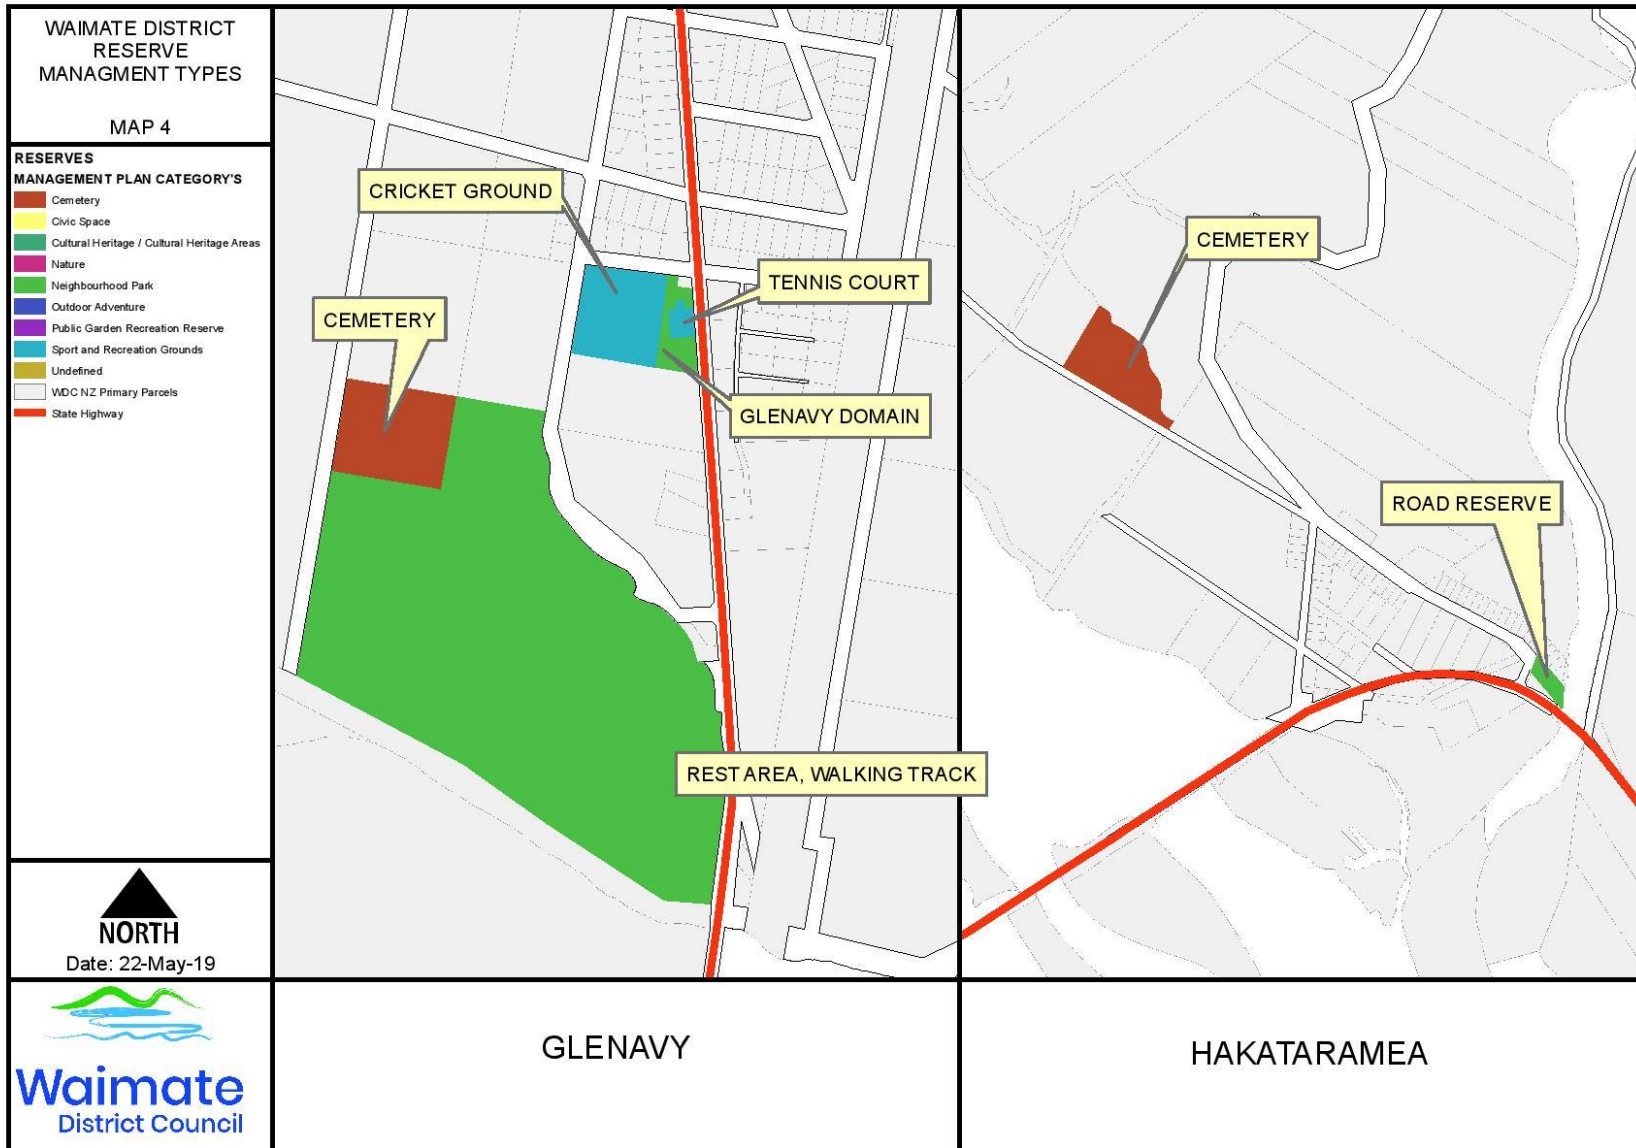 WAIMATE DISTRICT
RESERVE
MANAGMENT TYPES
MAP 4
RESERVES
MANAGEMENT PLAN CATEGORY'S
Cemetery
Civic Space
Cultural Heritage / Cultural Heritage Areas
Nature
Neighbourhood Park
Outdoor Adventure
Public Garden Recreation Reserve
Sport and Recreation Grounds
Undefined
WDC NZ Primary Parcels
State Highway
NORTH
Date: 22-May-19
Waimate
District Council
CRICKET GROUND
TENNIS COURT
CEMETERY
GLENAVY DOMAIN
REST AREA, WALKING TRACK
GLENAVY
CEMETERY
ROAD RESERVE
HAKATARAMEA